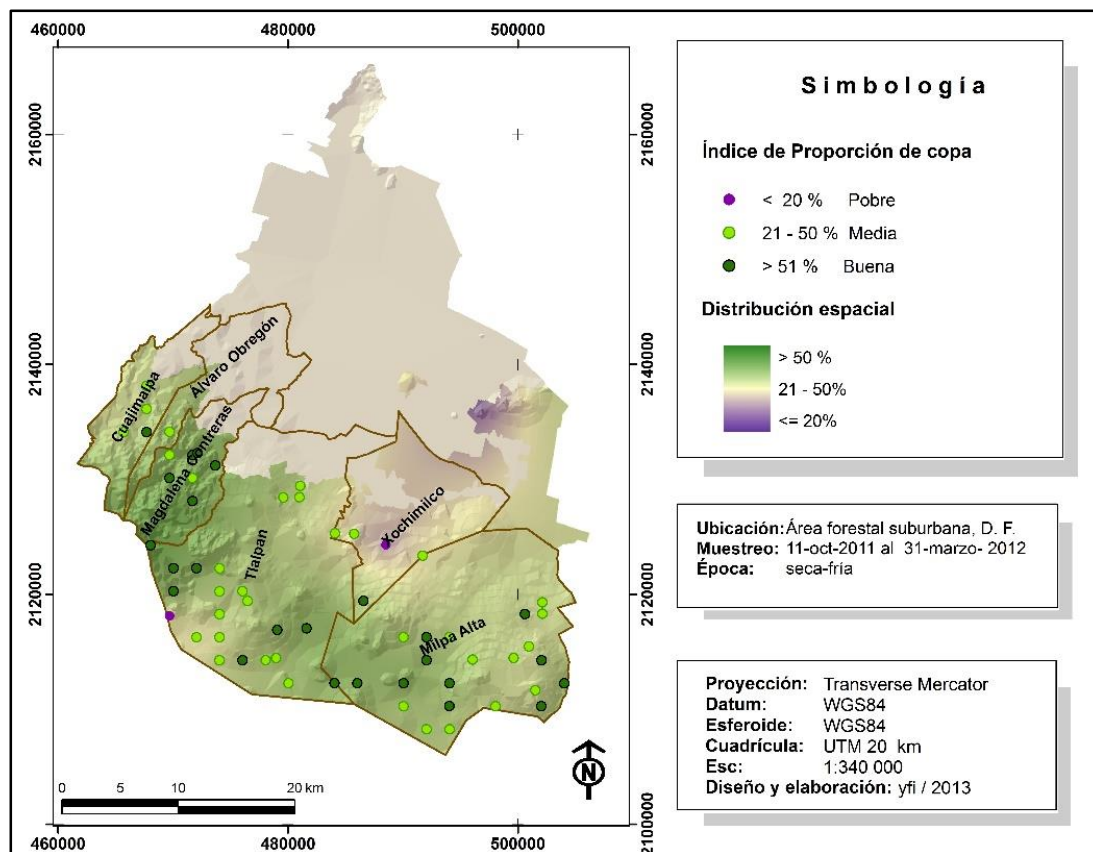 460000 480000 500000
2160000 2160000
2140000 2140000
2120000 2120000
2100000
460000 480000 500000
Cuajimalpa
Alvaro Obregón
Magdalena Contreras
Tlalpan
Xochimilco
Milpa Alta
0 5 10 20 km
N
Simbología
Índice de Proporción de copa
< 20 % Pobre
21 - 50 % Media
> 51 % Buena
Distribución espacial
> 50 %
21 - 50%
<= 20%
Ubicación: Área forestal suburbana, D. F.
Muestreo: 11-oct-2011 al 31-marzo- 2012
Época: seca-fría
Proyección: Transverse Mercator
Datum: WGS84
Esferoide: WGS84
Cuadrícula: UTM 20 km
Esc: 1:340 000
Diseño y elaboración: yfi / 2013